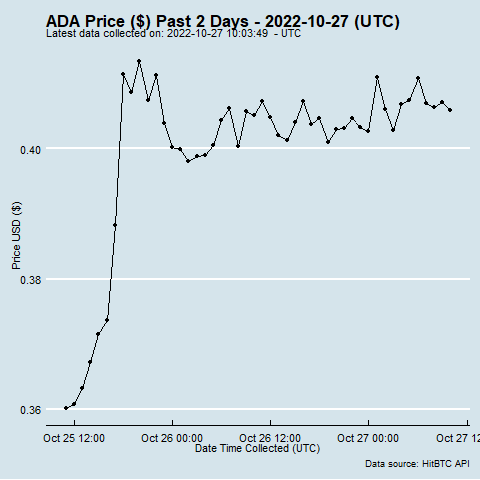 ADA Price ($) Past 2 Days - 2022-10-27 (UTC)
Latest data collected on: 2022-10-27 10:03:49 - UTC
0.40
0.38
0.36
Price USD ($)
Oct 25 12:00 Oct 26 00:00 Oct 26 12:00 Oct 27 00:00 Oct 27 12
Date Time Collected (UTC)
Data source: HitBTC API